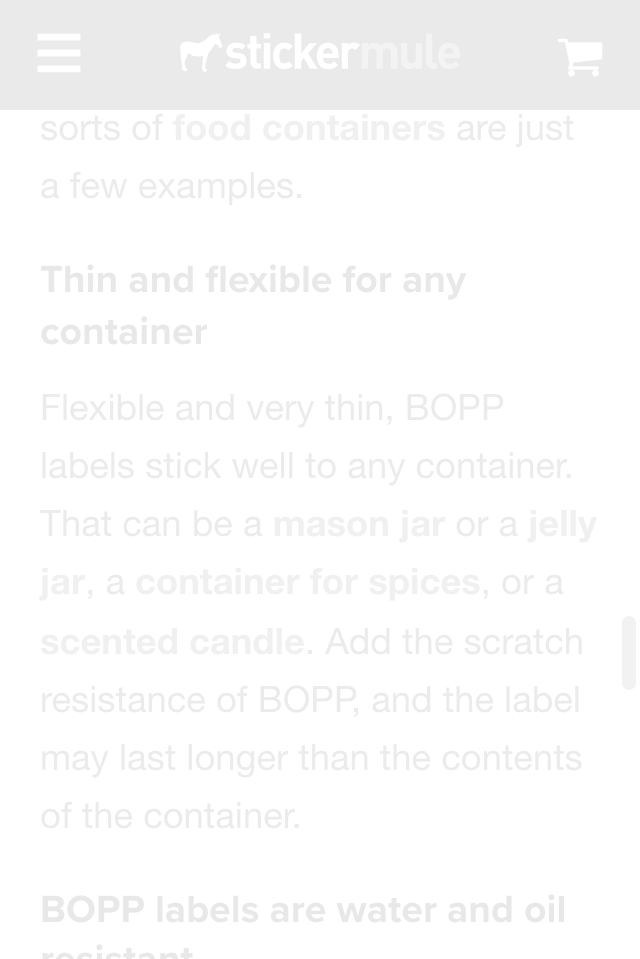 stickermule
sorts of food containers are just
a few examples.
Thin and flexible for any
container
Flexible and very thin, BOPP
labels stick well to any container.
That can be a mason jar or a jelly
jar, a container for spices, or a
scented candle. Add the scratch
resistance of BOPP, and the label
may last longer than the contents
of the container.
BOPP labels are water and oil
resistant